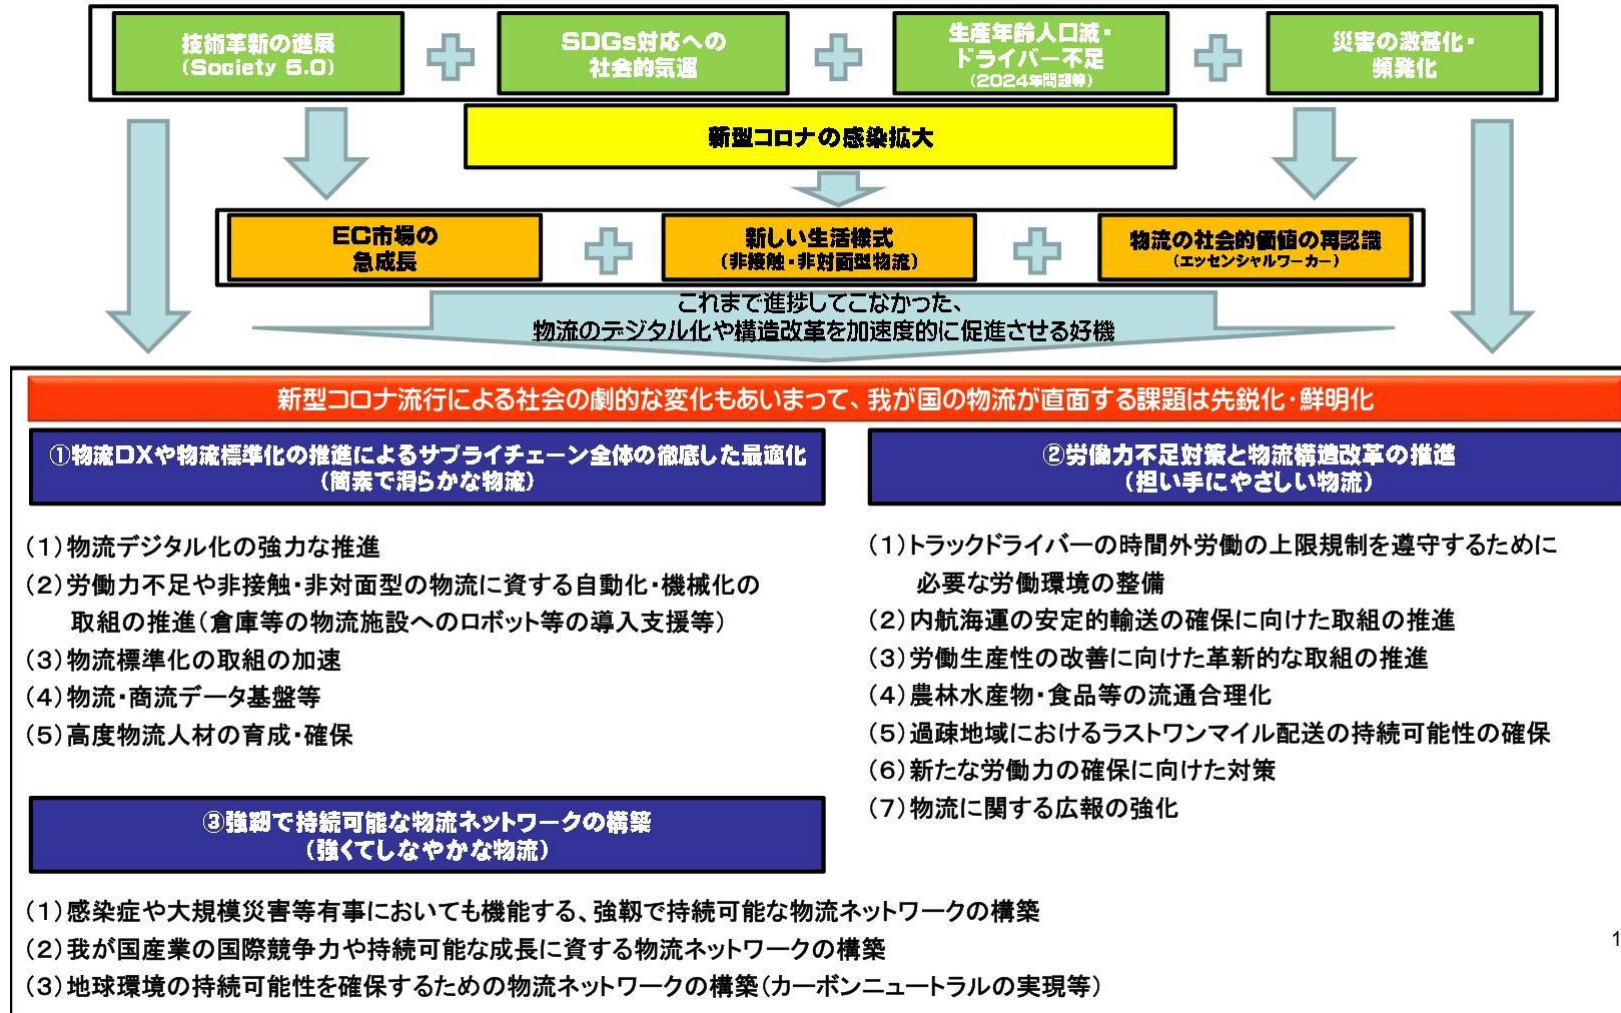 技術革新の進展
(Society 5.0)
SDGs対応への
社会的気運
生産年齢人口減・
ドライバー不足
(2024年問題等)
災害の激甚化・
頻発化
新型コロナの感染拡大
EC市場の
急成長
新しい生活様式
(非接触・非対面型物流)
物流の社会的価値の再認識
(エッセンシャルワーカー)
これまで進捗してこなかった、
物流のデジタル化や構造改革を加速度的に促進させる好機
新型コロナ流行による社会の劇的な変化もあいまって、我が国の物流が直面する課題は先鋭化・鮮明化
①物流DXや物流標準化の推進によるサプライチェーン全体の徹底した最適化
(簡素で滑らかな物流)
(1)物流デジタル化の強力な推進
(2)労働力不足や非接触・非対面型の物流に資する自動化・機械化の
取組の推進(倉庫等の物流施設へのロボット等の導入支援等)
(3)物流標準化の取組の加速
(4)物流・商流データ基盤等
(5)高度物流人材の育成・確保
②労働力不足対策と物流構造改革の推進
(担い手にやさしい物流)
(1)トラックドライバーの時間外労働の上限規制を遵守するために
必要な労働環境の整備
(2)内航海運の安定的輸送の確保に向けた取組の推進
(3)労働生産性の改善に向けた革新的な取組の推進
(4)農林水産物・食品等の流通合理化
(5)過疎地域におけるラストワンマイル配送の持続可能性の確保
(6)新たな労働力の確保に向けた対策
(7)物流に関する広報の強化
③強靱で持続可能な物流ネットワークの構築
(強くてしなやかな物流)
(1)感染症や大規模災害等有事においても機能する、強靱で持続可能な物流ネットワークの構築
(2)我が国産業の国際競争力や持続可能な成長に資する物流ネットワークの構築
(3)地球環境の持続可能性を確保するための物流ネットワークの構築(カーボンニュートラルの実現等)
1